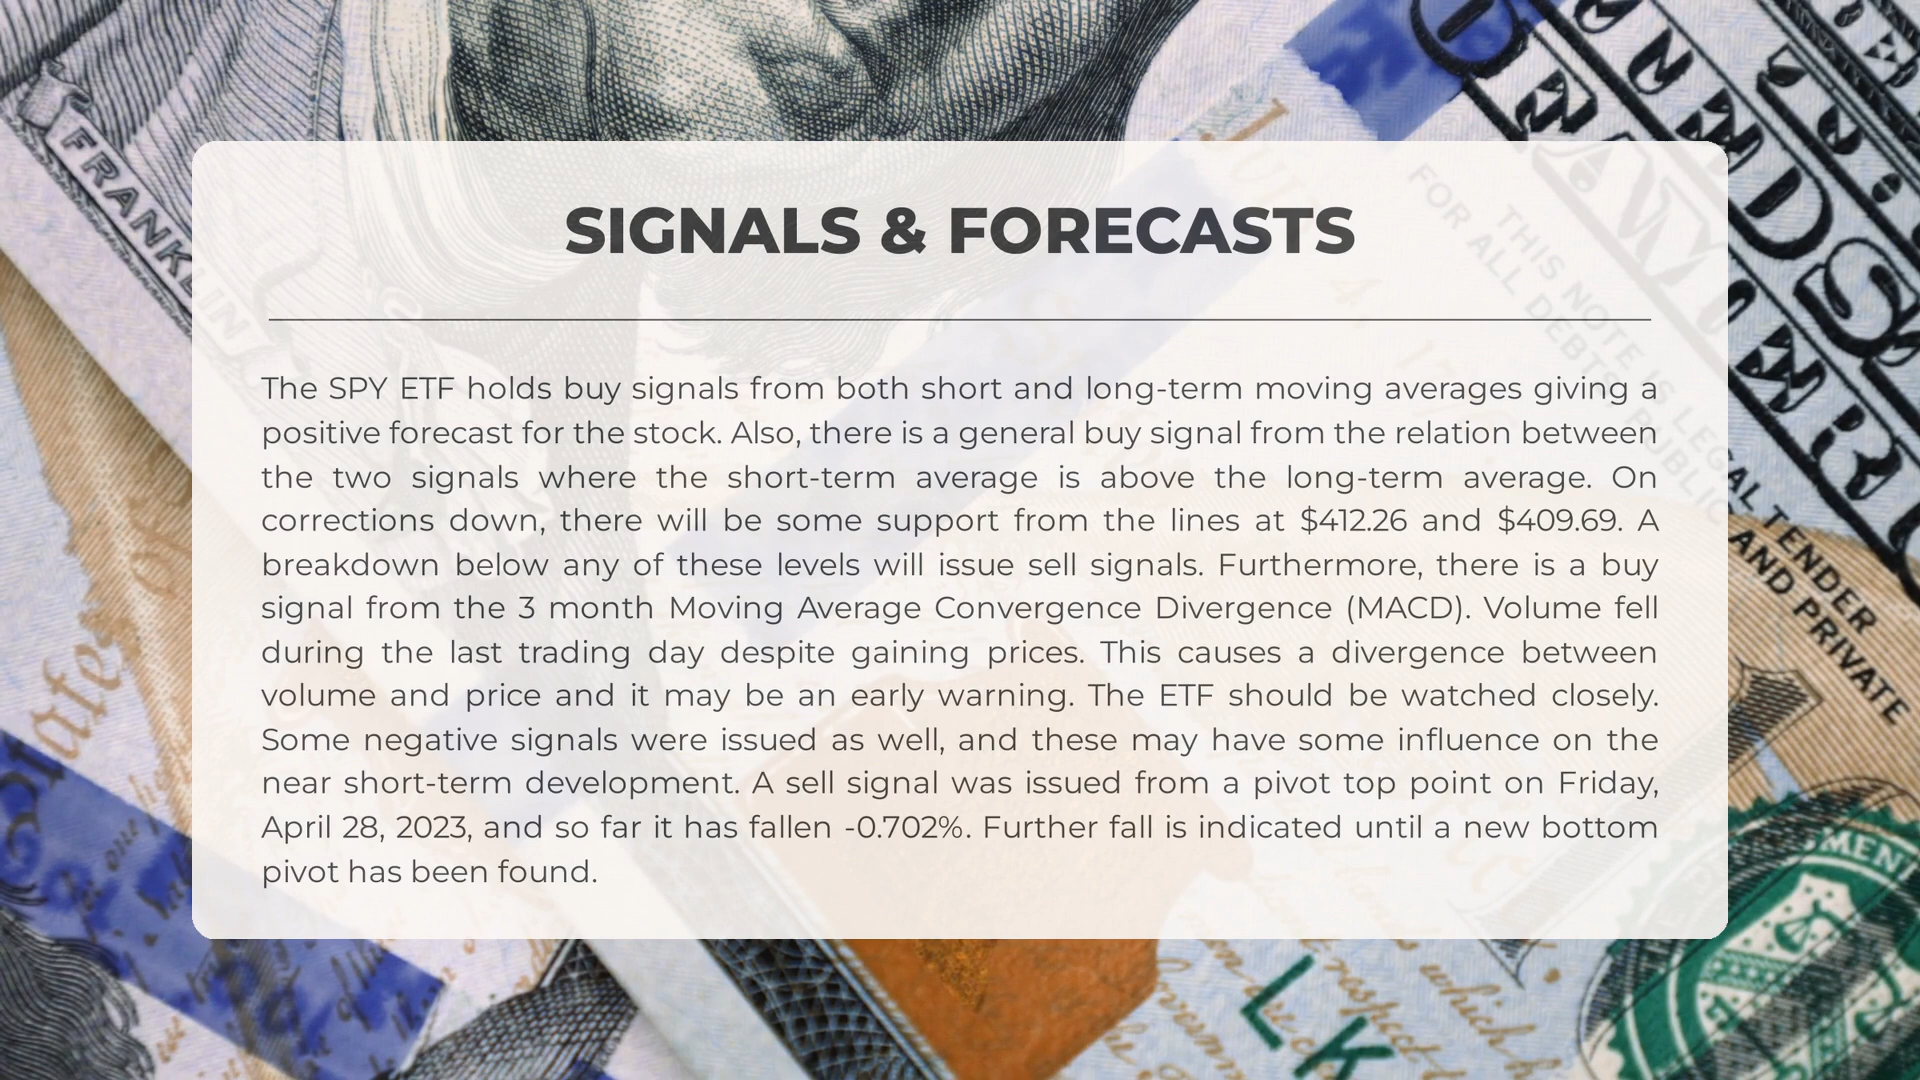 FRANKLIN
SIGNALS & FORECASTS
THIS NOTE IS LEGAL TENDER
FOR ALL DEBTS, PUBLIC AND PRIVATE
The SPY ETF holds buy signals from both short and long-term moving averages giving a
positive forecast for the stock. Also, there is a general buy signal from the relation between
the two signals where the short-term average is above the long-term average. On
corrections down, there will be some support from the lines at $412.26 and $409.69. A
breakdown below any of these levels will issue sell signals. Furthermore, there is a buy
signal from the 3 month Moving Average Convergence Divergence (MACD). Volume fell
during the last trading day despite gaining prices. This causes a divergence between
volume and price and it may be an early warning. The ETF should be watched closely.
Some negative signals were issued as well, and these may have some influence on the
near short-term development. A sell signal was issued from a pivot top point on Friday,
April 28, 2023, and so far it has fallen -0.702%. Further fall is indicated until a new bottom
pivot has been found.
LK